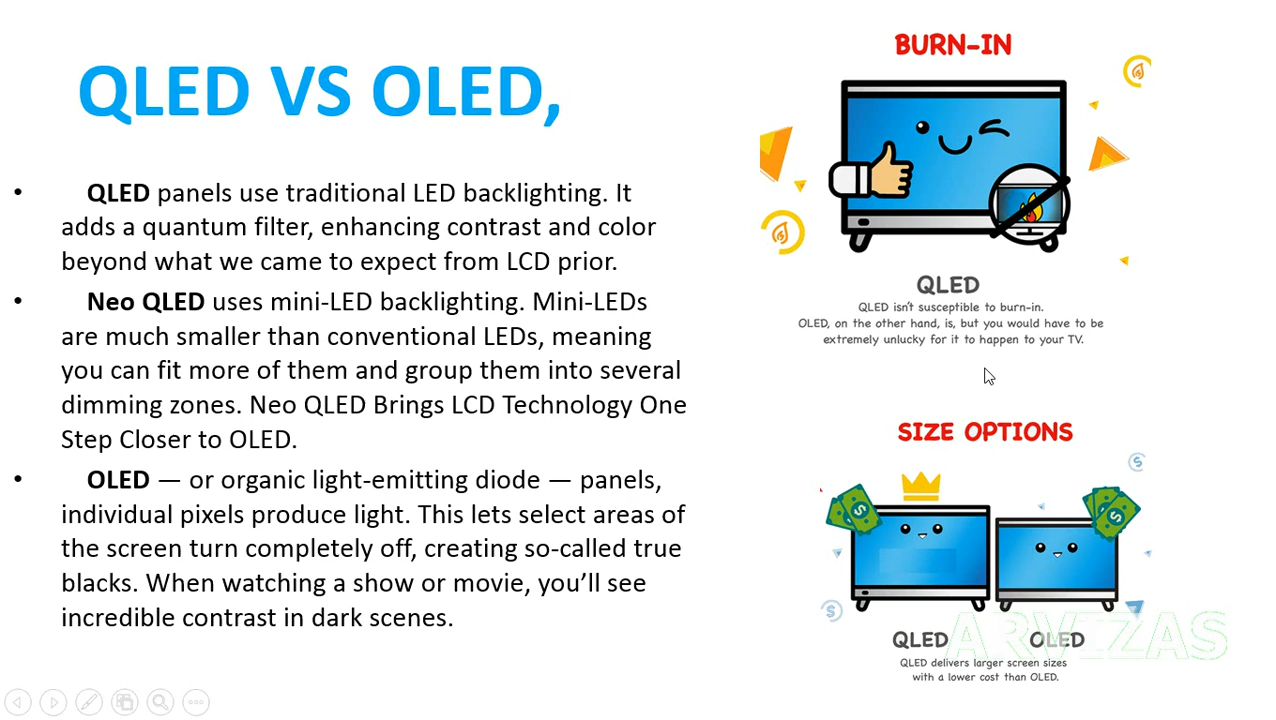 QLED VS OLED,
• QLED panels use traditional LED backlighting. It
adds a quantum filter, enhancing contrast and color
beyond what we came to expect from LCD prior.
• Neo QLED uses mini-LED backlighting. Mini-LEDs
are much smaller than conventional LEDs, meaning
you can fit more of them and group them into several
dimming zones. Neo QLED Brings LCD Technology One
Step Closer to OLED.
• OLED — or organic light-emitting diode — panels,
individual pixels produce light. This lets select areas of
the screen turn completely off, creating so-called true
blacks. When watching a show or movie, you’ll see
incredible contrast in dark scenes.
BURN-IN
QLED
QLED isn't susceptible to burn-in.
OLED, on the other hand, is, but you would have to be
extremely unlucky for it to happen to your TV.
SIZE OPTIONS
$
$
$
$
QLED
OLED
ARVIZAS
QLED delivers larger screen sizes
with a lower cost than OLED.